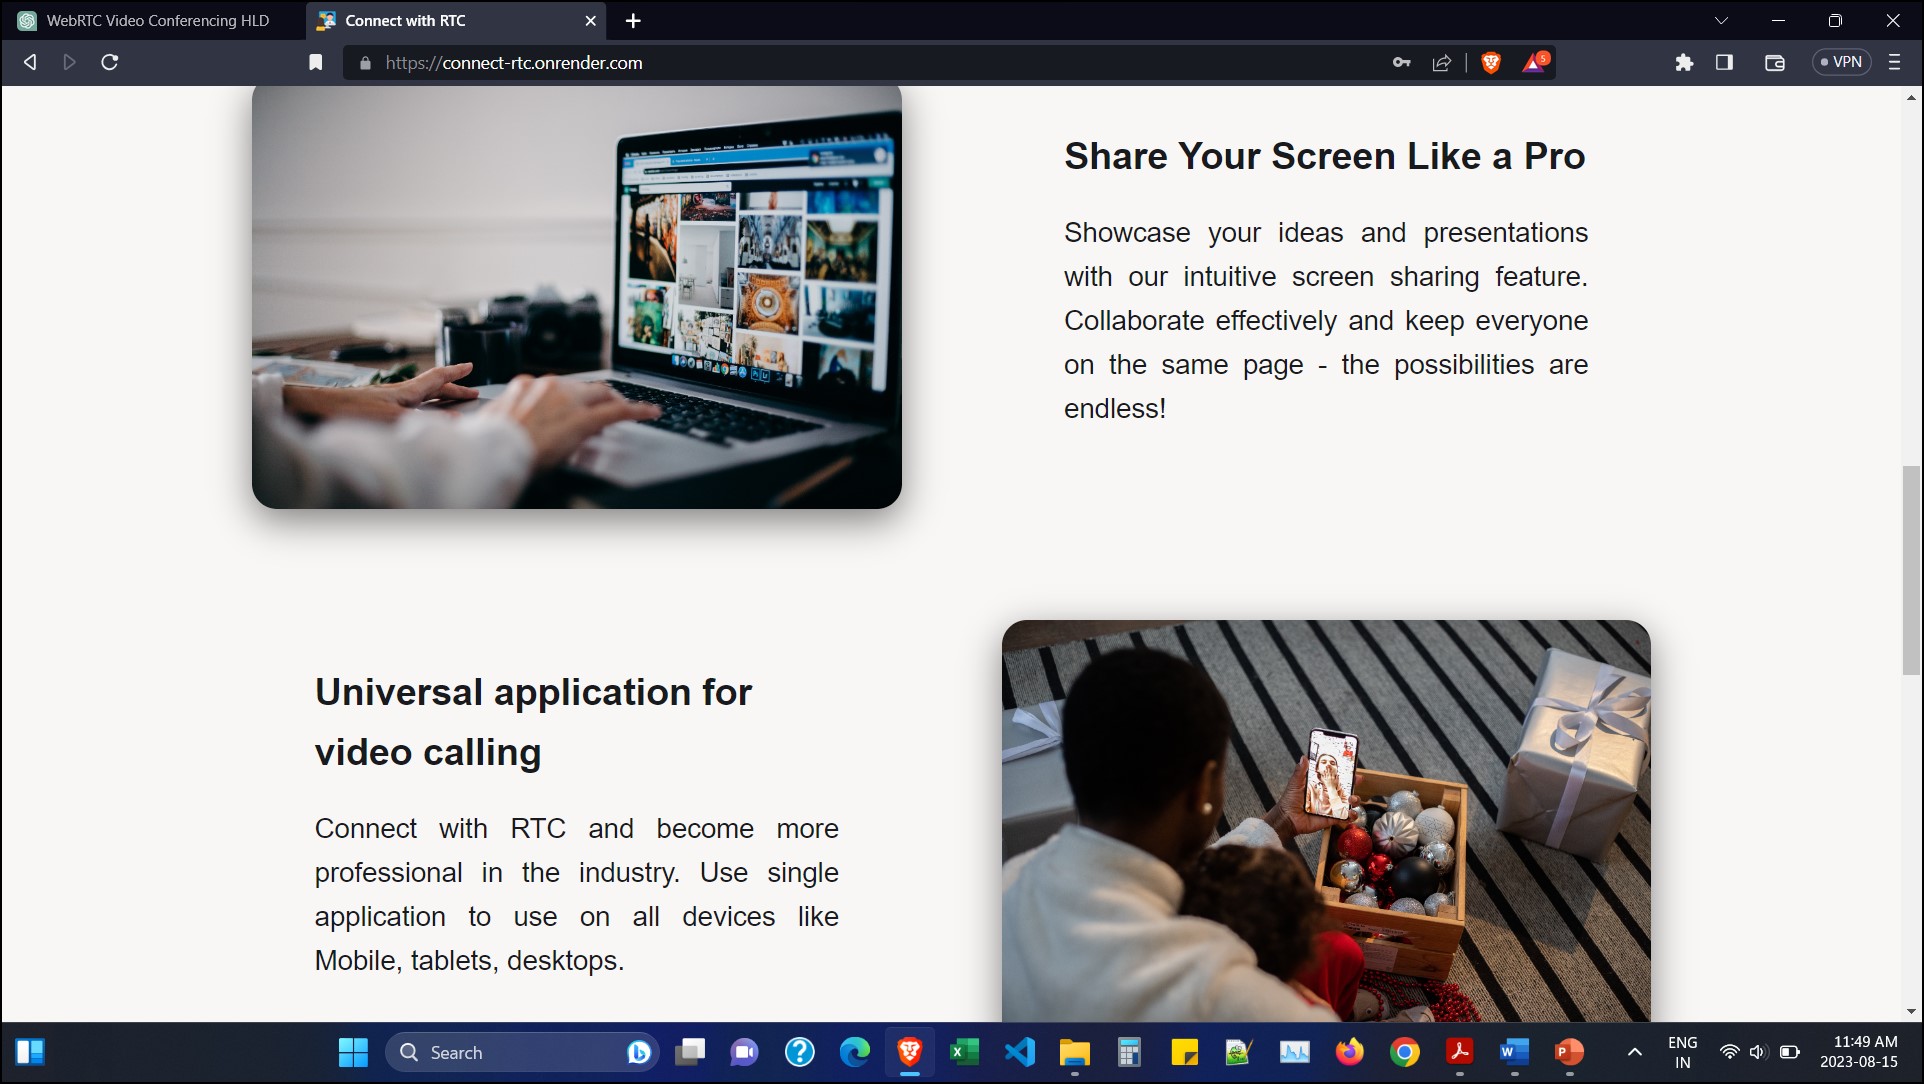 WebRTC Video Conferencing HLD
Connect with RTC
https://connect-rtc.onrender.com
5
VPN
Share Your Screen Like a Pro
Showcase your ideas and presentations
with our intuitive screen sharing feature.
Collaborate effectively and keep everyone
on the same page - the possibilities are
endless!
Universal application for
video calling
Connect with RTC and become more
professional in the industry. Use single
application to use on all devices like
Mobile, tablets, desktops.
Search
ENG
IN
11:49 AM
2023-08-15